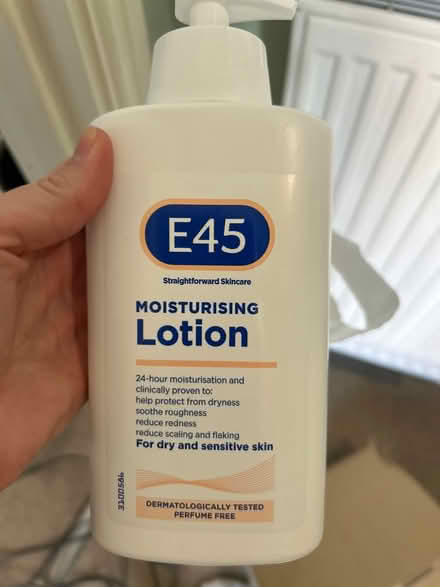 E45
Straightforward Skincare
MOISTURISING
Lotion
24-hour moisturisation and
clinically proven to:
help protect from dryness
soothe roughness
reduce redness
reduce scaling and flaking
For dry and sensitive skin
DERMATOLOGICALLY TESTED
PERFUME FREE
3100586